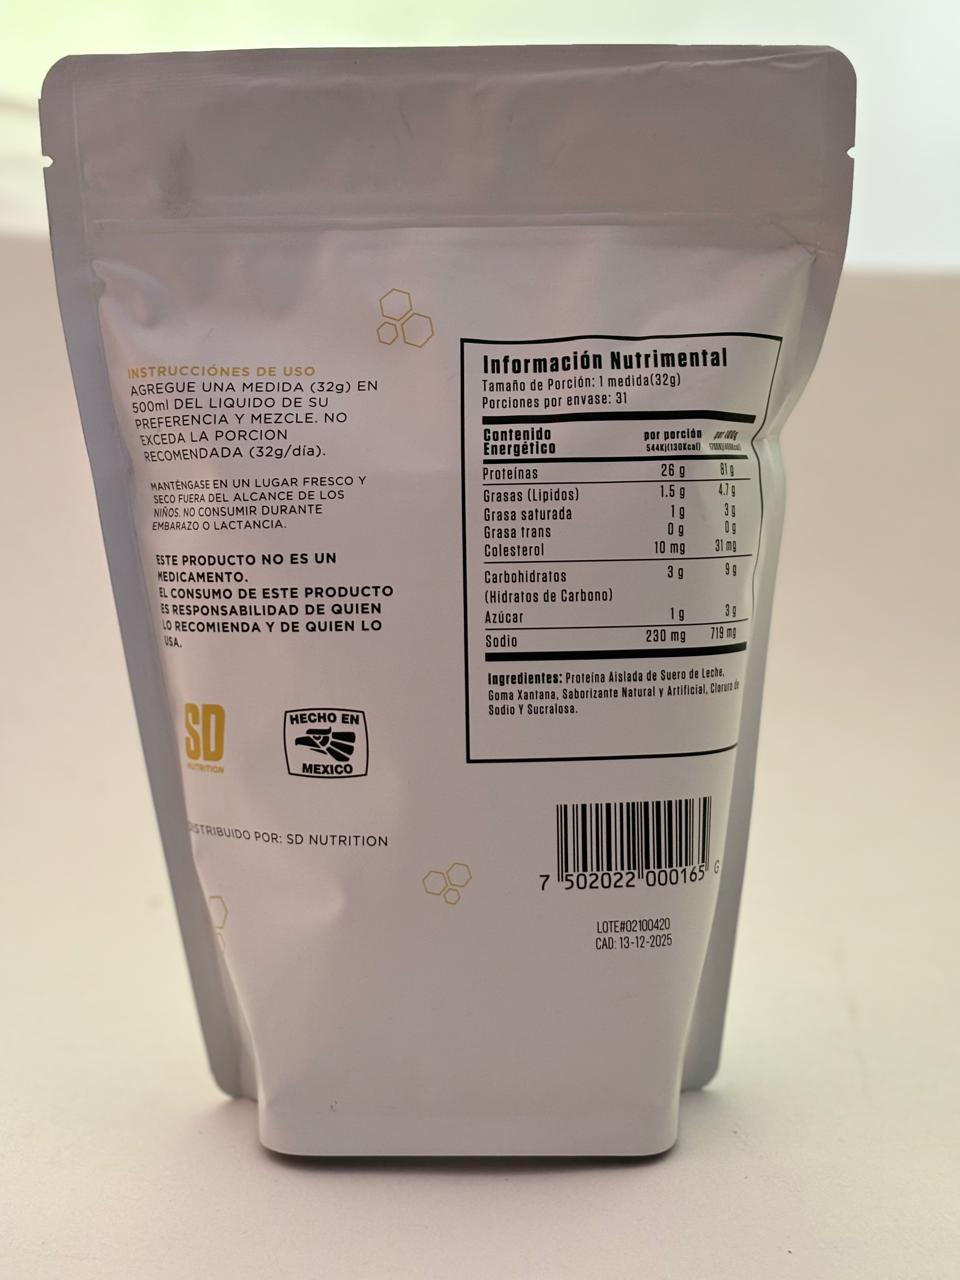 INSTRUCCIÓNES DE USO
AGREGUE UNA MEDIDA (32g) EN
500ml DEL LIQUIDO DE SU
PREFERENCIA Y MEZCLE. NO
EXCEDA LA PORCION
RECOMENDADA (32g/día).
MANTÉNGASE EN UN LUGAR FRESCO Y
SECO FUERA DEL ALCANCE DE LOS
NIÑOS. NO CONSUMIR DURANTE
EMBARAZO O LACTANCIA.
ESTE PRODUCTO NO ES UN
MEDICAMENTO.
EL CONSUMO DE ESTE PRODUCTO
ES RESPONSABILIDAD DE QUIEN
LO RECOMIENDA Y DE QUIEN LO
USA.
SD
NUTRITION
HECHO EN
MEXICO
DISTRIBUIDO POR: SD NUTRITION
Información Nutrimental
Tamaño de Porción: 1 medida(32g)
Porciones por envase: 31
Contenido
Energético
por porción por 100g
544Kj(130Kcal)
Proteínas 26 g 81 g
Grasas (Lipidos) 1.5 g 4.7 g
Grasa saturada 1 g 3 g
Grasa trans 0 g 0 g
Colesterol 10 mg 31 mg
Carbohidratos 3 g 9 g
(Hidratos de Carbono)
Azúcar 1 g 3 g
Sodio 230 mg 719 mg
Ingredientes: Proteína Aislada de Suero de Leche,
Goma Xantana, Saborizante Natural y Artificial, Cloruro de
Sodio Y Sucralosa.
7 502022 000165 G
LOTE#02100420
CAD: 13-12-2025